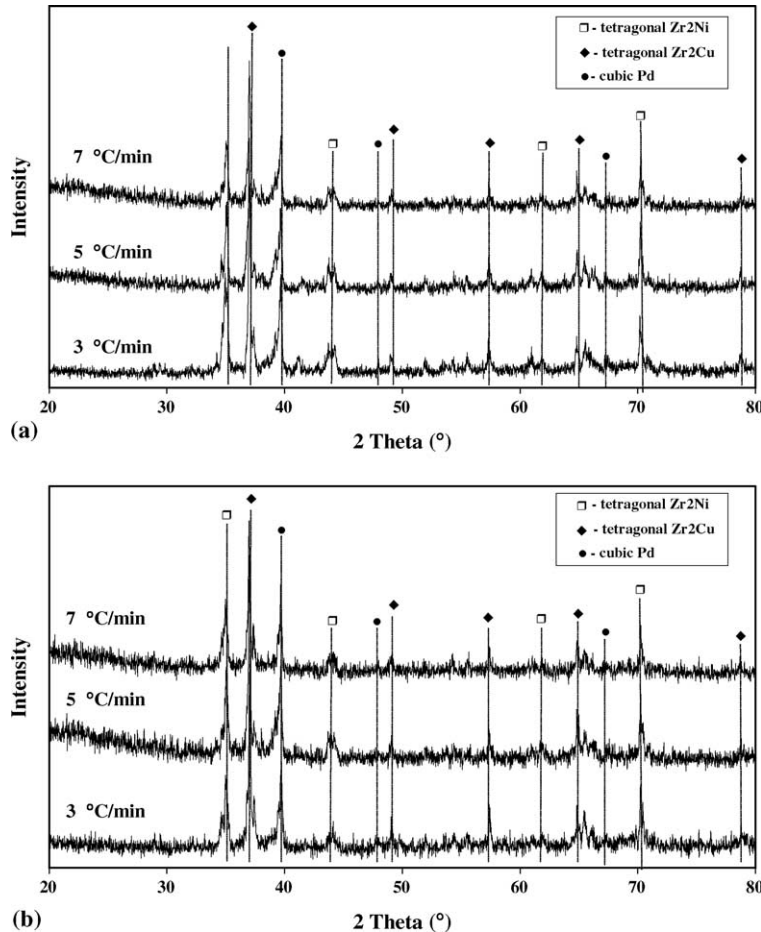 - tetragonal Zr2Ni
- tetragonal Zr2Cu
- cubic Pd
7 °C/min
5 °C/min
3 °C/min
Intensity
20 30 40 50 60 70 80
(a)
2 Theta (°)
- tetragonal Zr2Ni
- tetragonal Zr2Cu
- cubic Pd
7 °C/min
5 °C/min
3 °C/min
Intensity
20 30 40 50 60 70 80
(b)
2 Theta (°)